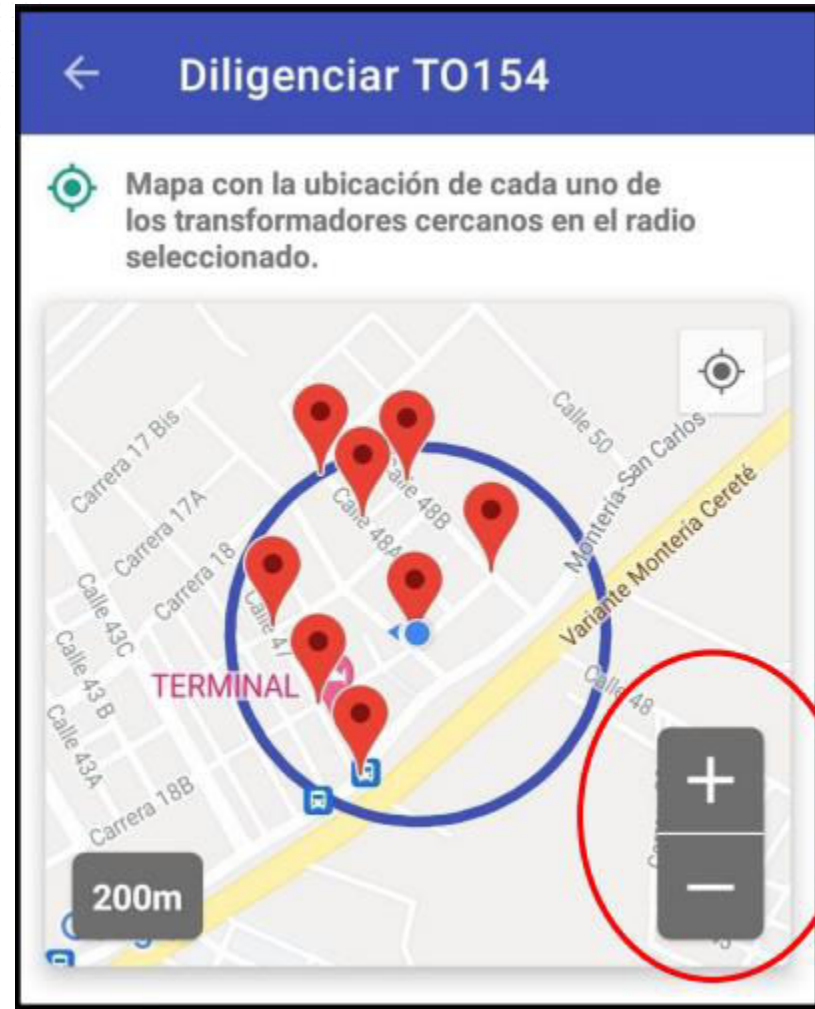 Diligenciar TO154
Mapa con la ubicación de cada uno de
los transformadores cercanos en el radio
seleccionado.
Carrera 17 Bis
Calle 50
Montería-San Carlos
Carrera 17A
Calle 48B
Calle 48A
Variante Montería Cereté
Carrera 18
Calle 43C
Calle 47
Calle 43 B
TERMINAL
Calle 48
Calle 43A
Carrera 18B
+
200m
−